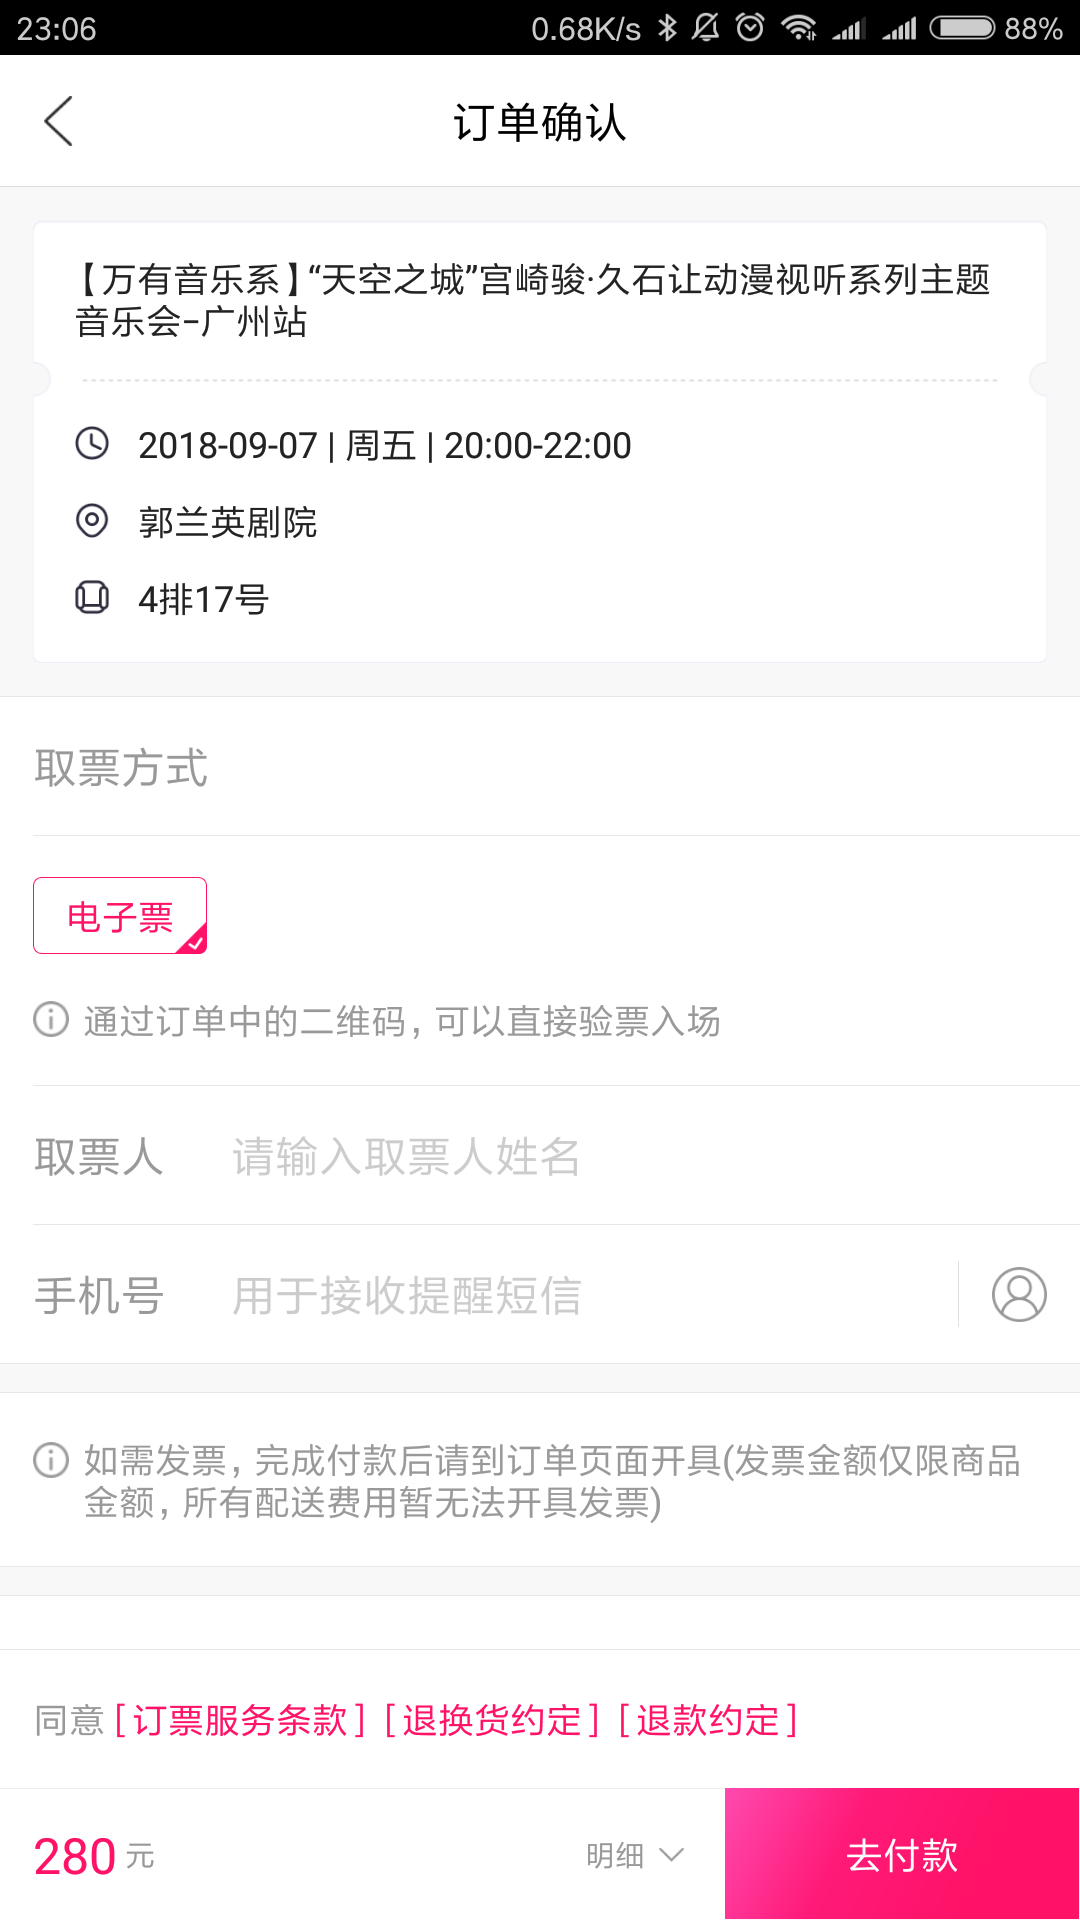 23:06 0.68K/s 88%
订单确认
【万有音乐系】“天空之城”宫崎骏·久石让动漫视听系列主题
音乐会-广州站
2018-09-07 | 周五 | 20:00-22:00
郭兰英剧院
4排17号
取票方式
电子票
通过订单中的二维码，可以直接验票入场
取票人 请输入取票人姓名
手机号 用于接收提醒短信
如需发票，完成付款后请到订单页面开具(发票金额仅限商品
金额，所有配送费用暂无法开具发票)
同意 [订票服务条款] [退换货约定] [退款约定]
280 元 明细 去付款